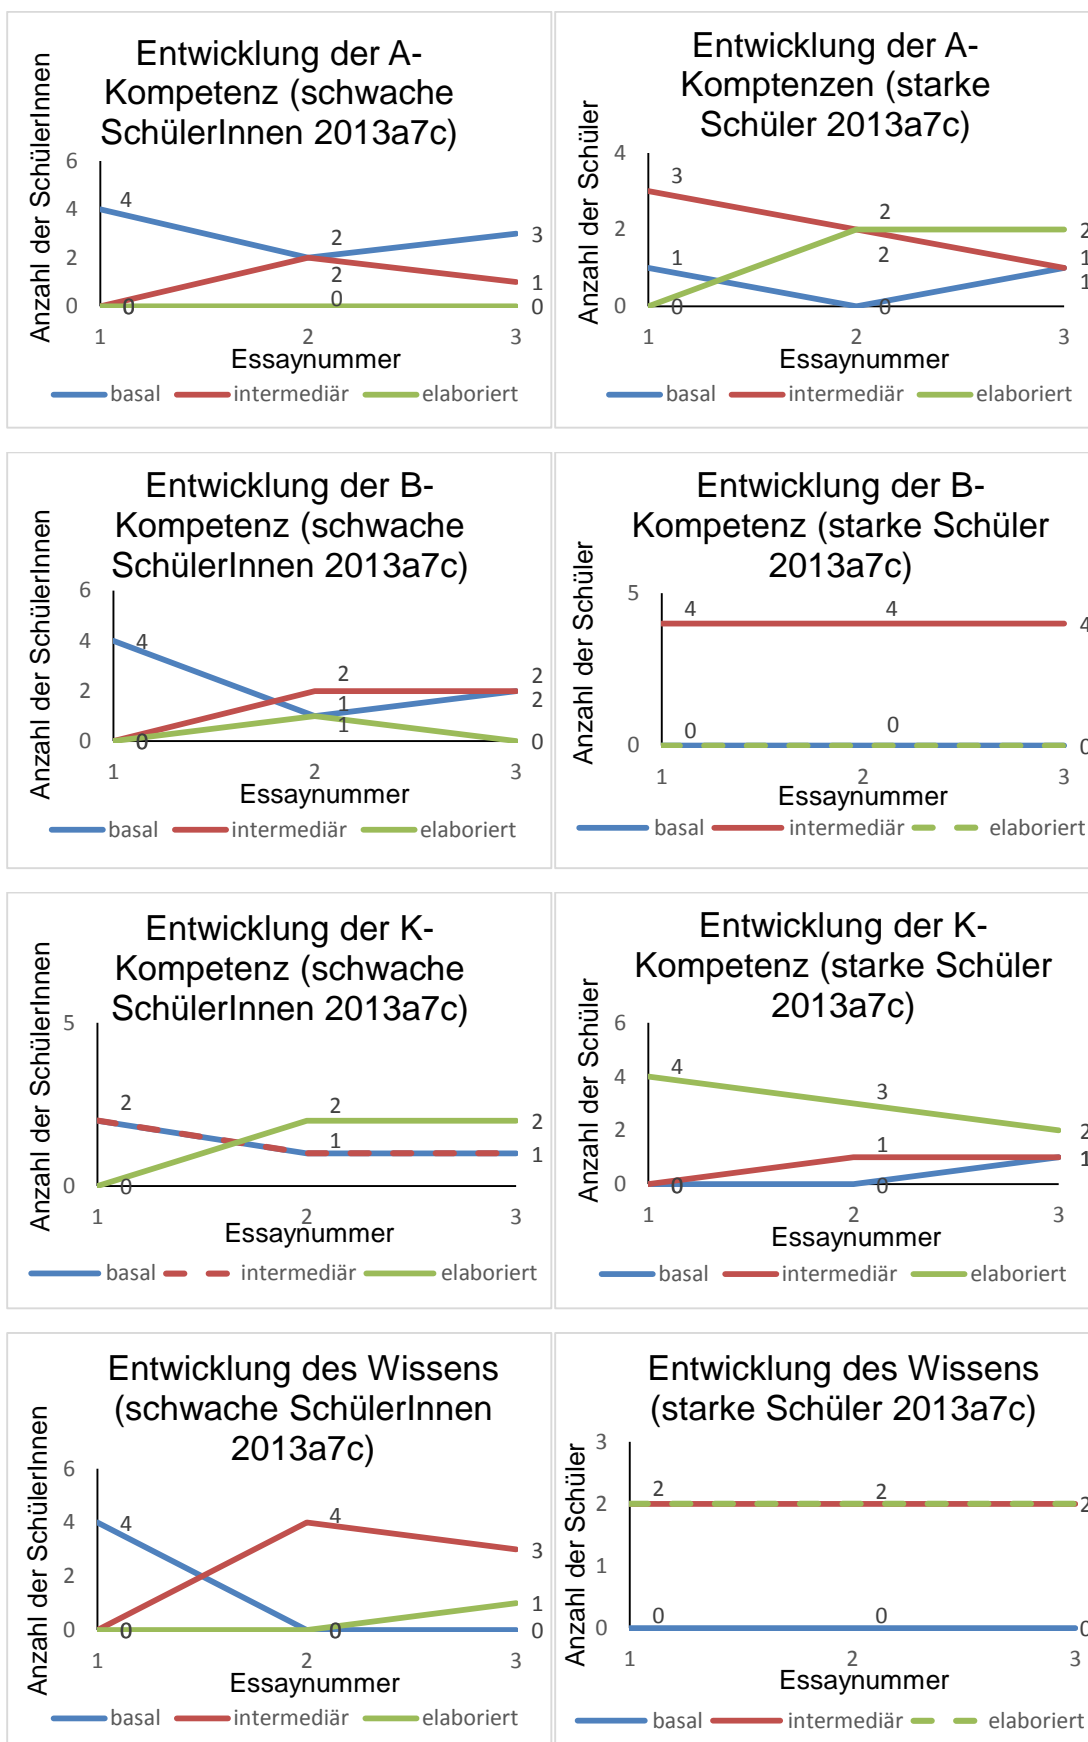 Entwicklung der A-
Kompetenz (schwache
SchülerInnen 2013a7c)
Anzahl der SchülerInnen
6
4
2
0
4
2
3
2
1
0
0
0
1
2
3
Essaynummer
basal intermediär elaboriert
Entwicklung der A-
Komptenzen (starke
Schüler 2013a7c)
Anzahl der Schüler
4
2
0
3
2
2
1
2
1
1
0
0
1
2
3
Essaynummer
basal intermediär elaboriert
Entwicklung der B-
Kompetenz (schwache
SchülerInnen 2013a7c)
Anzahl der SchülerInnen
6
4
2
0
4
2
2
1
2
1
0
0
1
2
3
Essaynummer
basal intermediär elaboriert
Entwicklung der B-
Kompetenz (starke Schüler
2013a7c)
Anzahl der Schüler
5
0
4
4
4
0
0
0
1
2
3
Essaynummer
basal intermediär elaboriert
Entwicklung der K-
Kompetenz (schwache
SchülerInnen 2013a7c)
Anzahl der SchülerInnen
5
0
2
2
2
1
1
0
1
2
3
Essaynummer
basal intermediär elaboriert
Entwicklung der K-
Kompetenz (starke Schüler
2013a7c)
Anzahl der Schüler
6
4
2
0
4
3
2
1
1
0
0
1
2
3
Essaynummer
basal intermediär elaboriert
Entwicklung des Wissens
(schwache SchülerInnen
2013a7c)
Anzahl der SchülerInnen
6
4
2
0
4
4
3
1
0
0
0
1
2
3
Essaynummer
basal intermediär elaboriert
Entwicklung des Wissens
(starke Schüler 2013a7c)
Anzahl der Schüler
3
2
1
0
2
2
2
0
0
0
1
2
3
Essaynummer
basal intermediär elaboriert